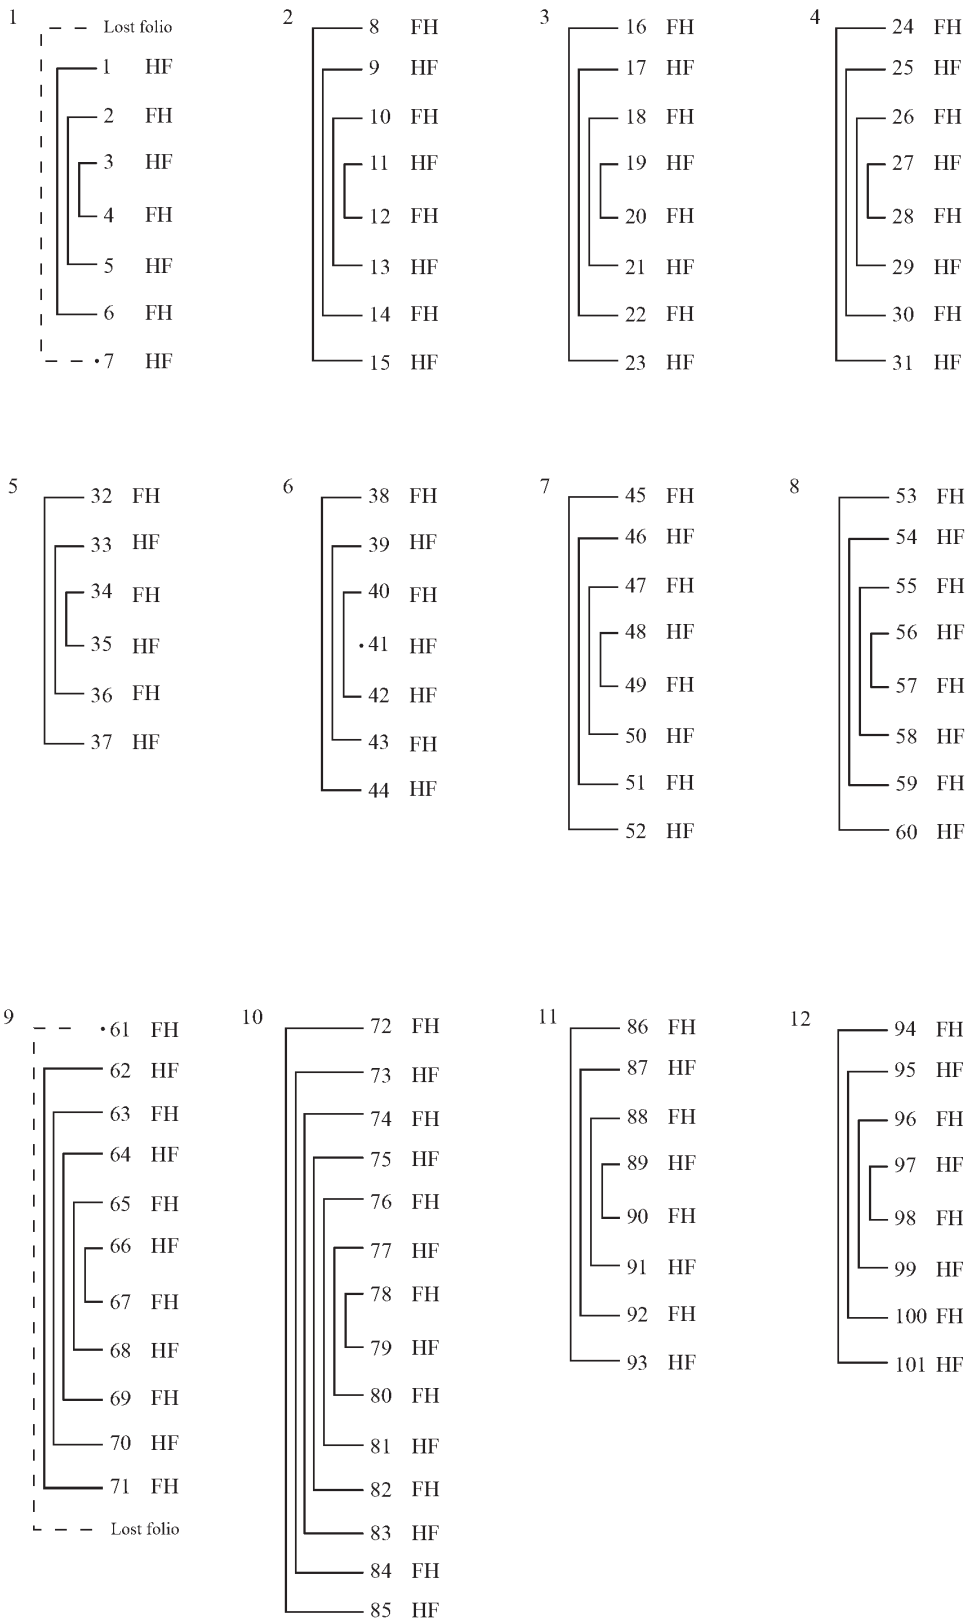 1
Lost folio
1 HF
2 FH
3 HF
4 FH
5 HF
6 FH
7 HF
2
8 FH
9 HF
10 FH
11 HF
12 FH
13 HF
14 FH
15 HF
3
16 FH
17 HF
18 FH
19 HF
20 FH
21 HF
22 FH
23 HF
4
24 FH
25 HF
26 FH
27 HF
28 FH
29 HF
30 FH
31 HF
5
32 FH
33 HF
34 FH
35 HF
36 FH
37 HF
6
38 FH
39 HF
40 FH
41 HF
42 HF
43 FH
44 HF
7
45 FH
46 HF
47 FH
48 HF
49 FH
50 HF
51 FH
52 HF
8
53 FH
54 HF
55 FH
56 HF
57 FH
58 HF
59 FH
60 HF
9
61 FH
62 HF
63 FH
64 HF
65 FH
66 HF
67 FH
68 HF
69 FH
70 HF
71 FH
Lost folio
10
72 FH
73 HF
74 FH
75 HF
76 FH
77 HF
78 FH
79 HF
80 FH
81 HF
82 FH
83 HF
84 FH
85 HF
11
86 FH
87 HF
88 FH
89 HF
90 FH
91 HF
92 FH
93 HF
12
94 FH
95 HF
96 FH
97 HF
98 FH
99 HF
100 FH
101 HF